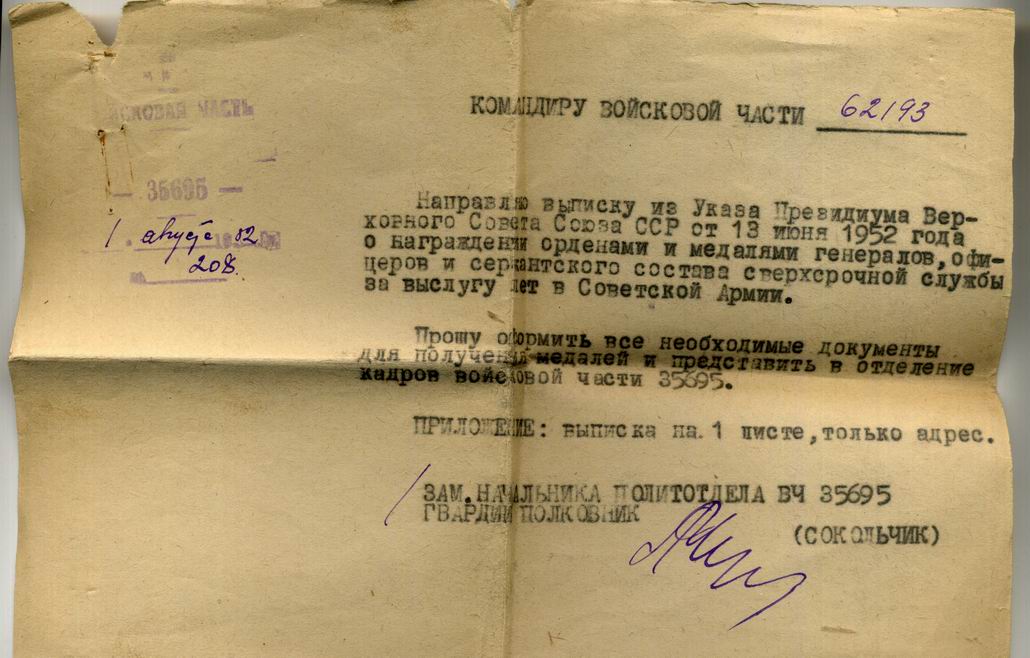 ВОЙСКОВАЯ ЧАСТЬ
— 35695 —
1 августа 52
208.
КОМАНДИРУ ВОЙСКОВОЙ ЧАСТИ 62193
Направляю выписку из Указа Президиума Вер-
ховного Совета Союза ССР от 13 июня 1952 года
о награждении орденами и медалями генералов, офи-
церов и сержантского состава сверхсрочной службы
за выслугу лет в Советской Армии.
Прошу оформить все необходимые документы
для получения медалей и представить в отделение
кадров войсковой части 35695.
ПРИЛОЖЕНИЕ: выписка на 1 листе, только адрес.
ЗАМ. НАЧАЛЬНИКА ПОЛИТОТДЕЛА ВЧ 35695
ГВАРДИИ ПОЛКОВНИК
(СОКОЛЬЧИК)